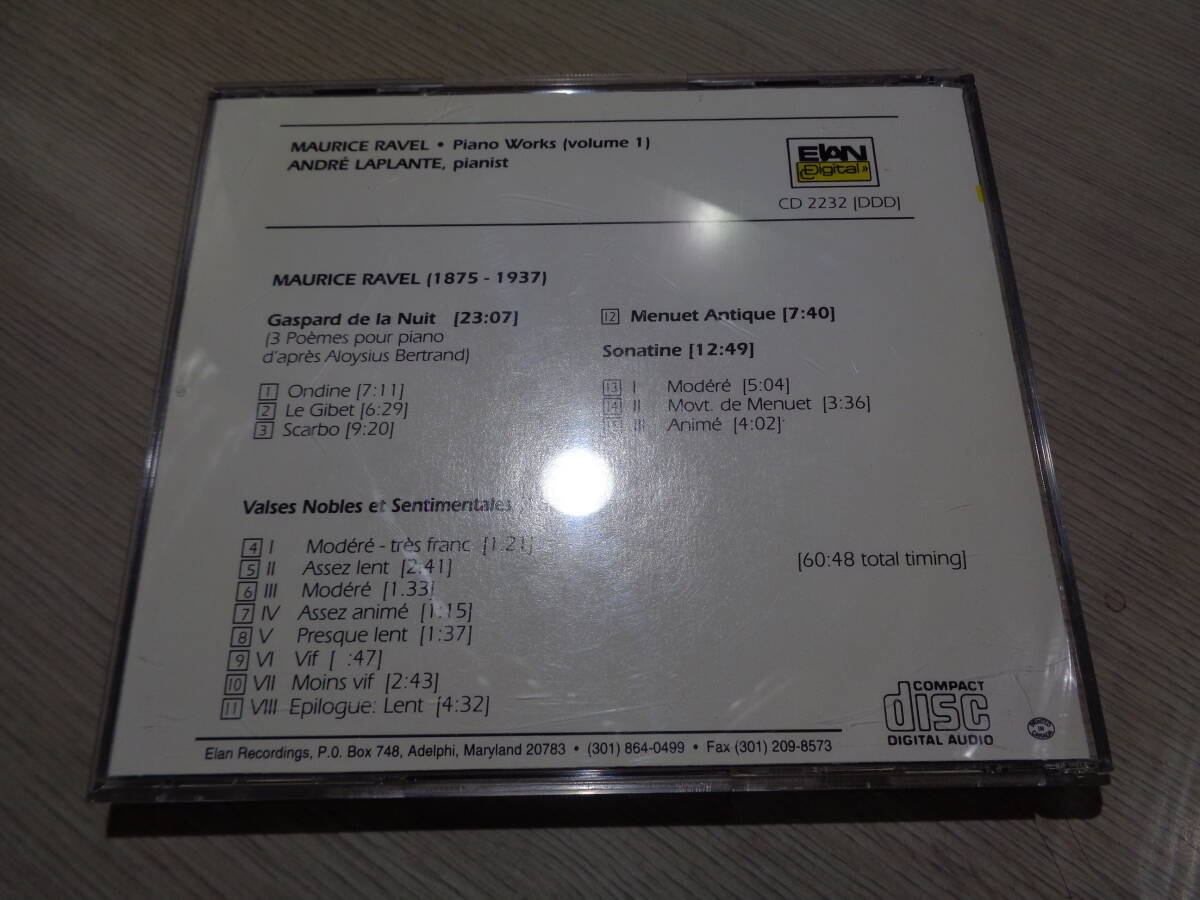 MAURICE RAVEL • Piano Works (volume 1)
ANDRÉ LAPLANTE, pianist
ELAN
Digital»
CD 2232 [DDD]
MAURICE RAVEL (1875 - 1937)
Gaspard de la Nuit [23:07]
(3 Poèmes pour piano
d'après Aloysius Bertrand)
1 Ondine [7:11]
2 Le Gibet [6:29]
3 Scarbo [9:20]
Valses Nobles et Sentimentales
4 I Modéré - très franc [1.21]
5 II Assez lent [2:41]
6 III Modéré [1.33]
7 IV Assez animé [1:15]
8 V Presque lent [1:37]
9 VI Vif [ :47]
10 VII Moins vif [2:43]
11 VIII Epilogue: Lent [4:32]
12 Menuet Antique [7:40]
Sonatine [12:49]
13 I Modéré [5:04]
14 II Movt. de Menuet [3:36]
15 III Animé [4:02]
[60:48 total timing]
COMPACT
disc
DIGITAL AUDIO
PRINTED
IN
CANADA
Elan Recordings, P.O. Box 748, Adelphi, Maryland 20783 • (301) 864-0499 • Fax (301) 209-8573